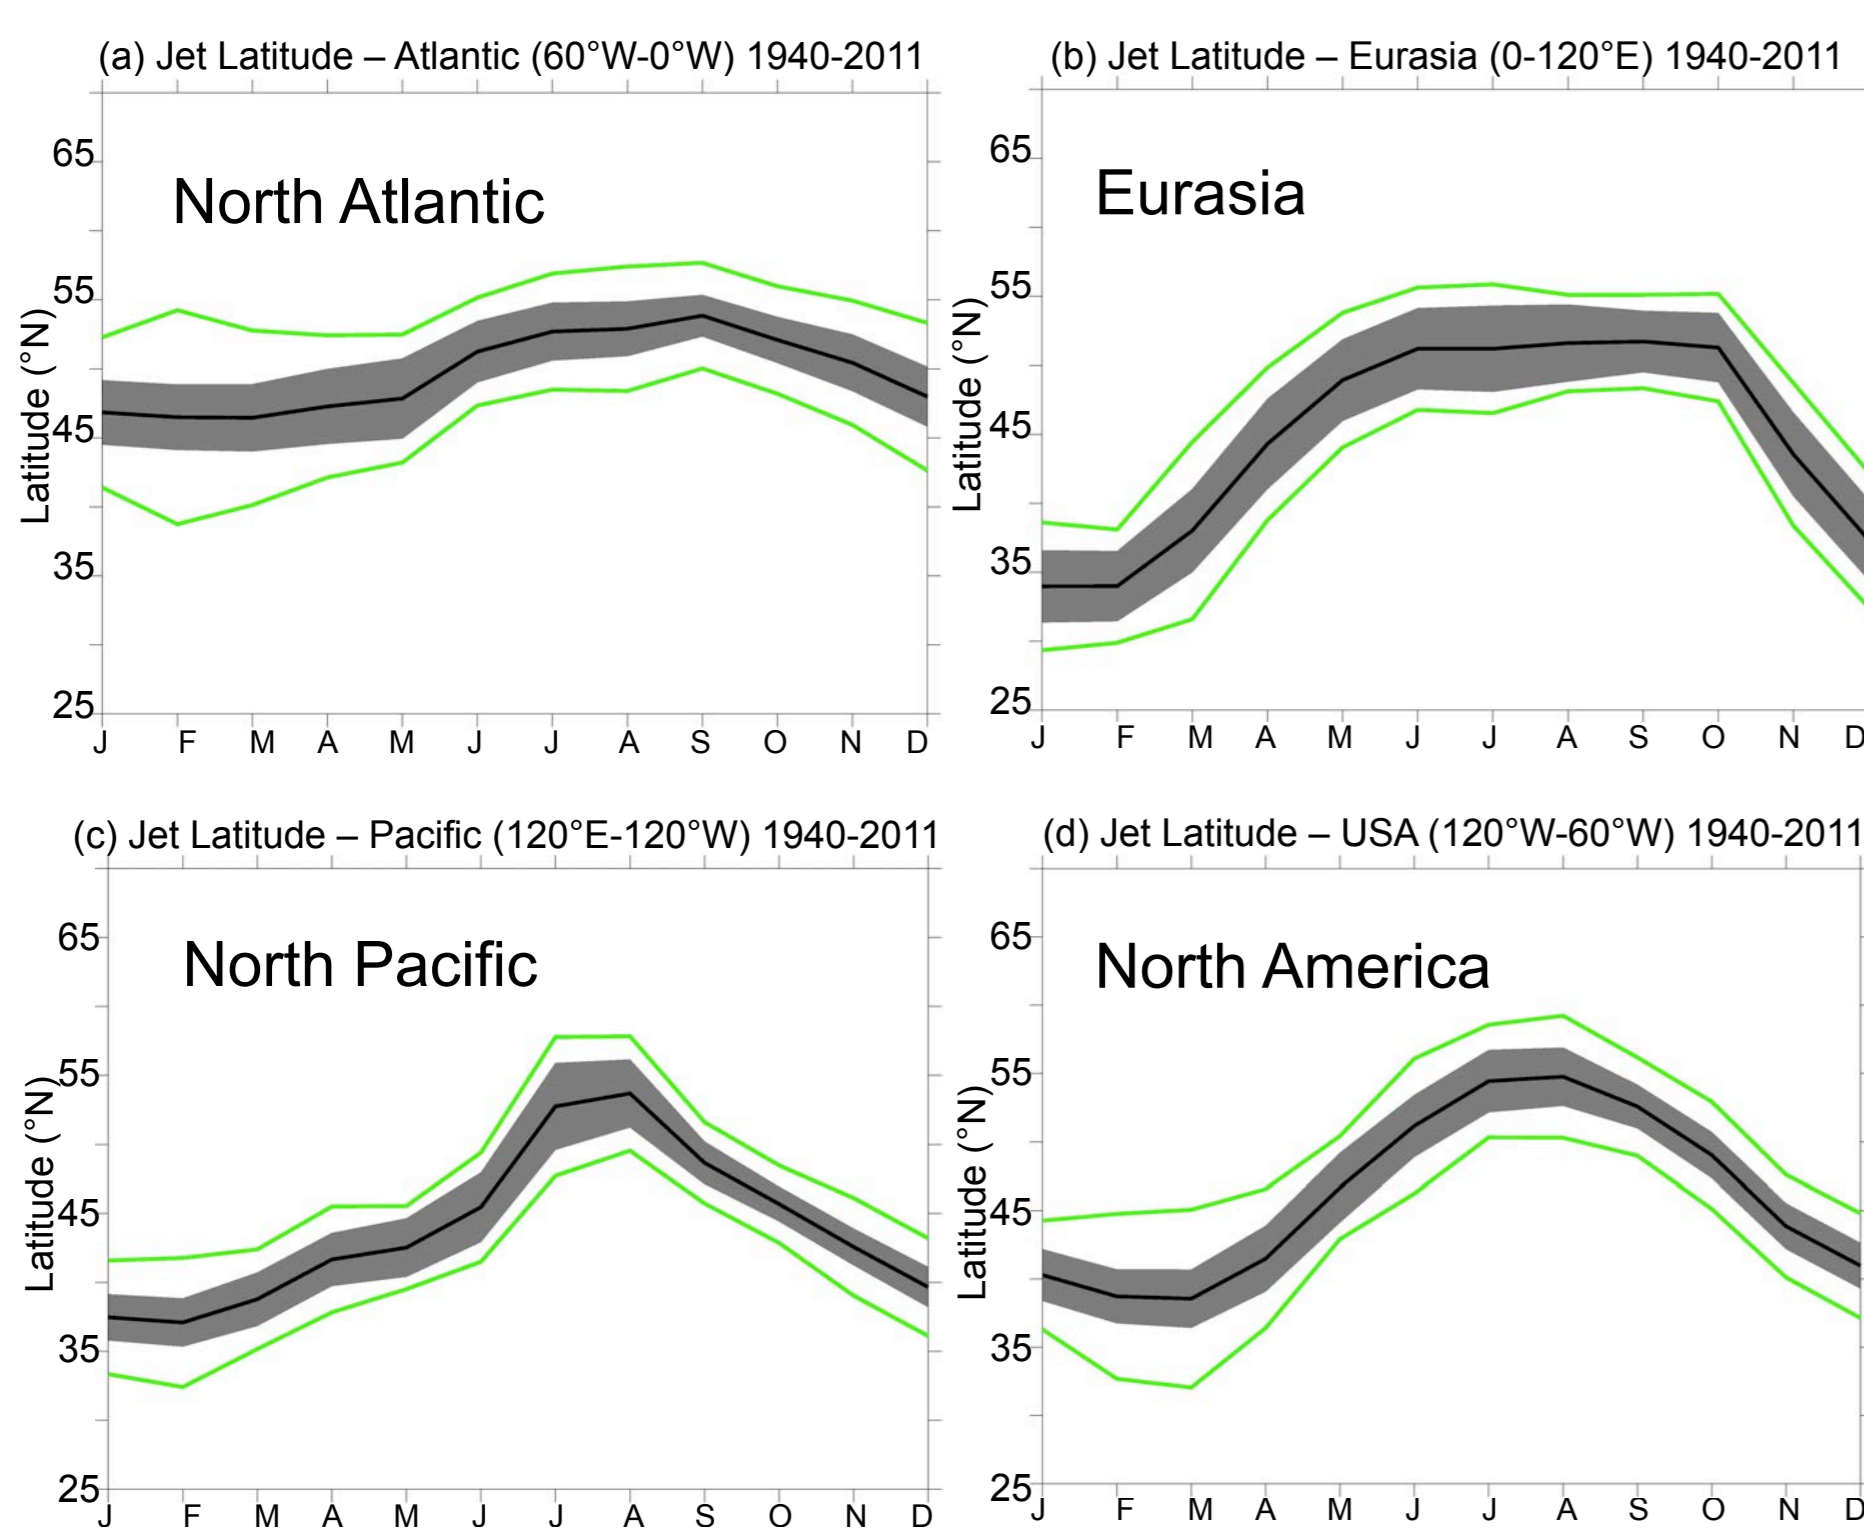 (a) Jet Latitude – Atlantic (60°W-0°W) 1940-2011
North Atlantic
Latitude (°N)
65
55
45
35
25
J F M A M J J A S O N D
(b) Jet Latitude – Eurasia (0-120°E) 1940-2011
Eurasia
Latitude (°N)
65
55
45
35
25
J F M A M J J A S O N D
(c) Jet Latitude – Pacific (120°E-120°W) 1940-2011
North Pacific
Latitude (°N)
65
55
45
35
25
J F M A M J J A S O N D
(d) Jet Latitude – USA (120°W-60°W) 1940-2011
North America
Latitude (°N)
65
55
45
35
25
J F M A M J J A S O N D